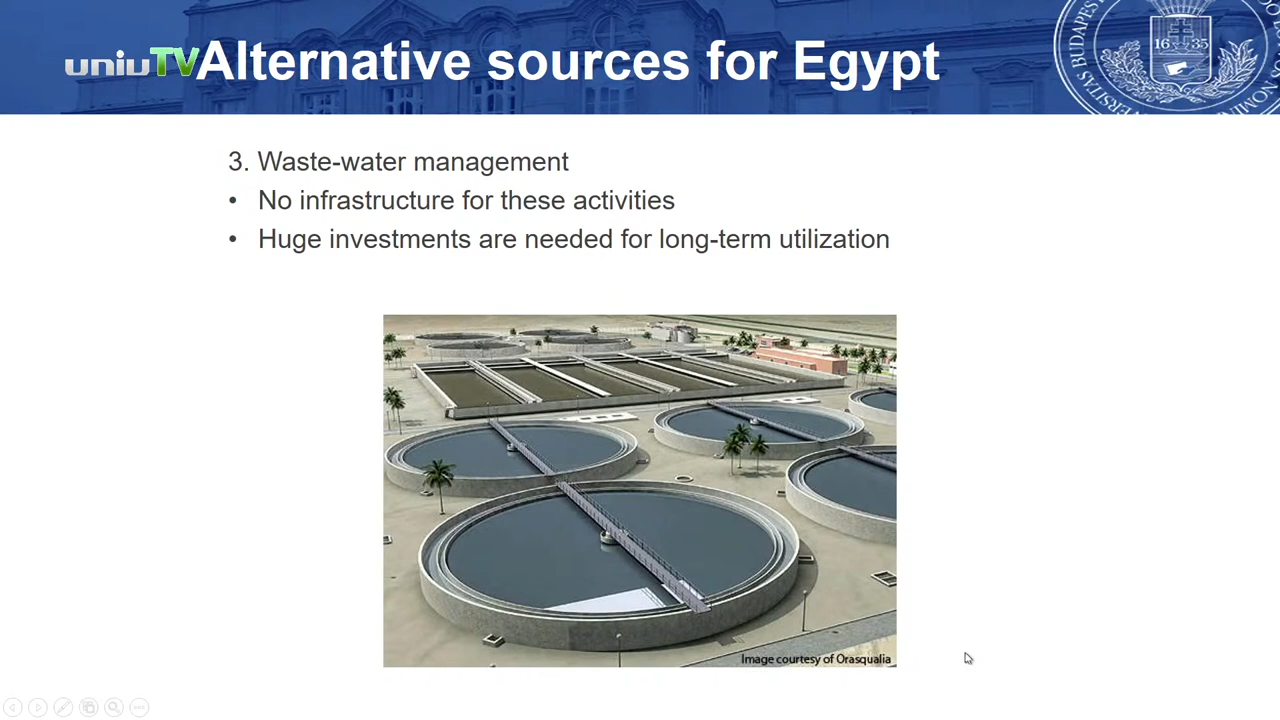 uniuTV
Alternative sources for Egypt
BUDAPEST
16 35
3. Waste-water management
• No infrastructure for these activities
• Huge investments are needed for long-term utilization
Image courtesy of Orasqualia